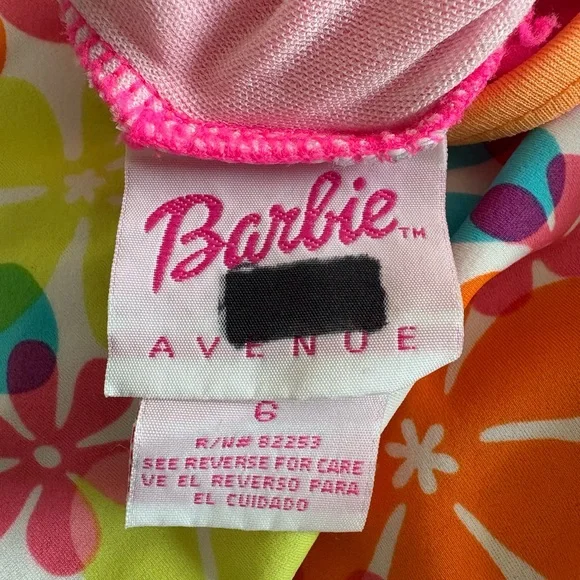 Barbie™
AVENUE
6
R/N# 82253
SEE REVERSE FOR CARE
VE EL REVERSO PARA
EL CUIDADO